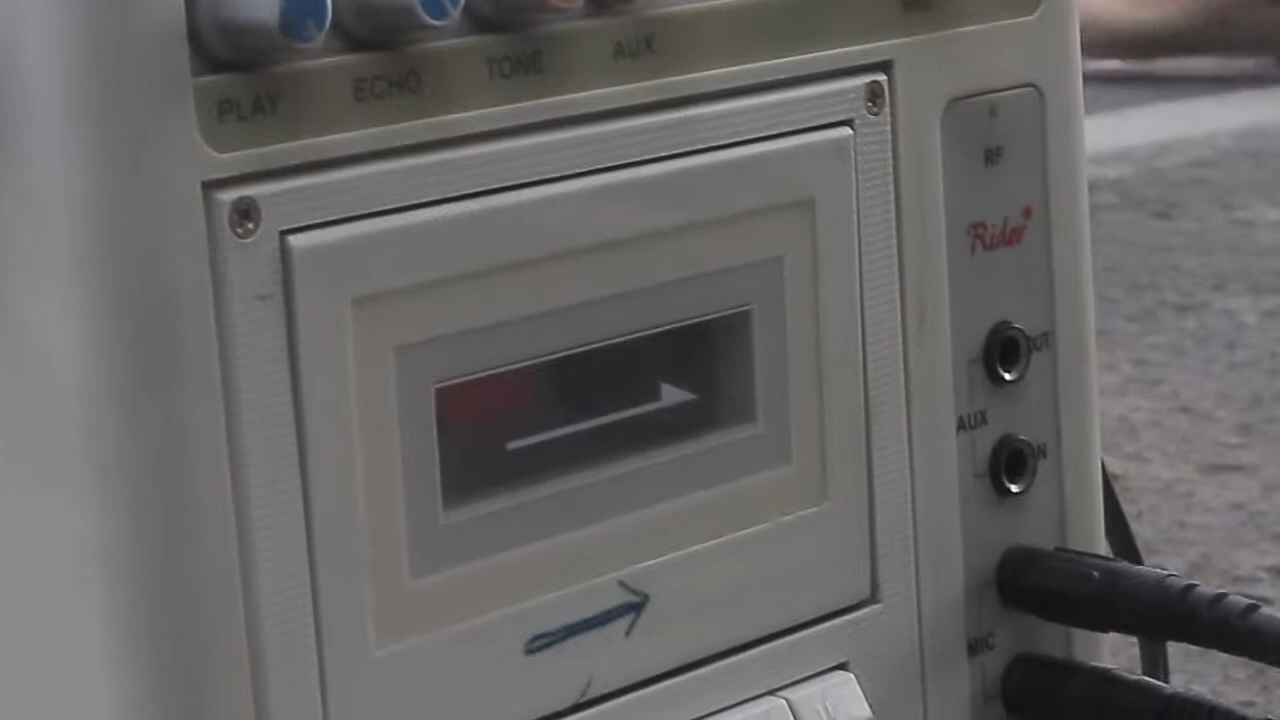 PLAY
ECHO
TONE
AUX
RF
Rider
OUT
AUX
IN
MIC